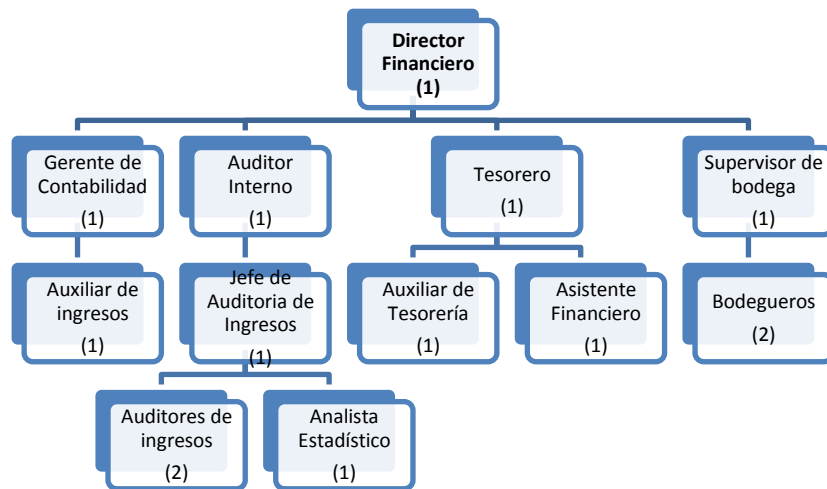 Director
Financiero
(1)
Gerente de
Contabilidad
(1)
Auditor
Interno
(1)
Tesorero
(1)
Supervisor de
bodega
(1)
Auxiliar de
ingresos
(1)
Jefe de
Auditoria de
Ingresos
(1)
Auxiliar de
Tesorería
(1)
Asistente
Financiero
(1)
Bodegueros
(2)
Auditores de
ingresos
(2)
Analista
Estadístico
(1)